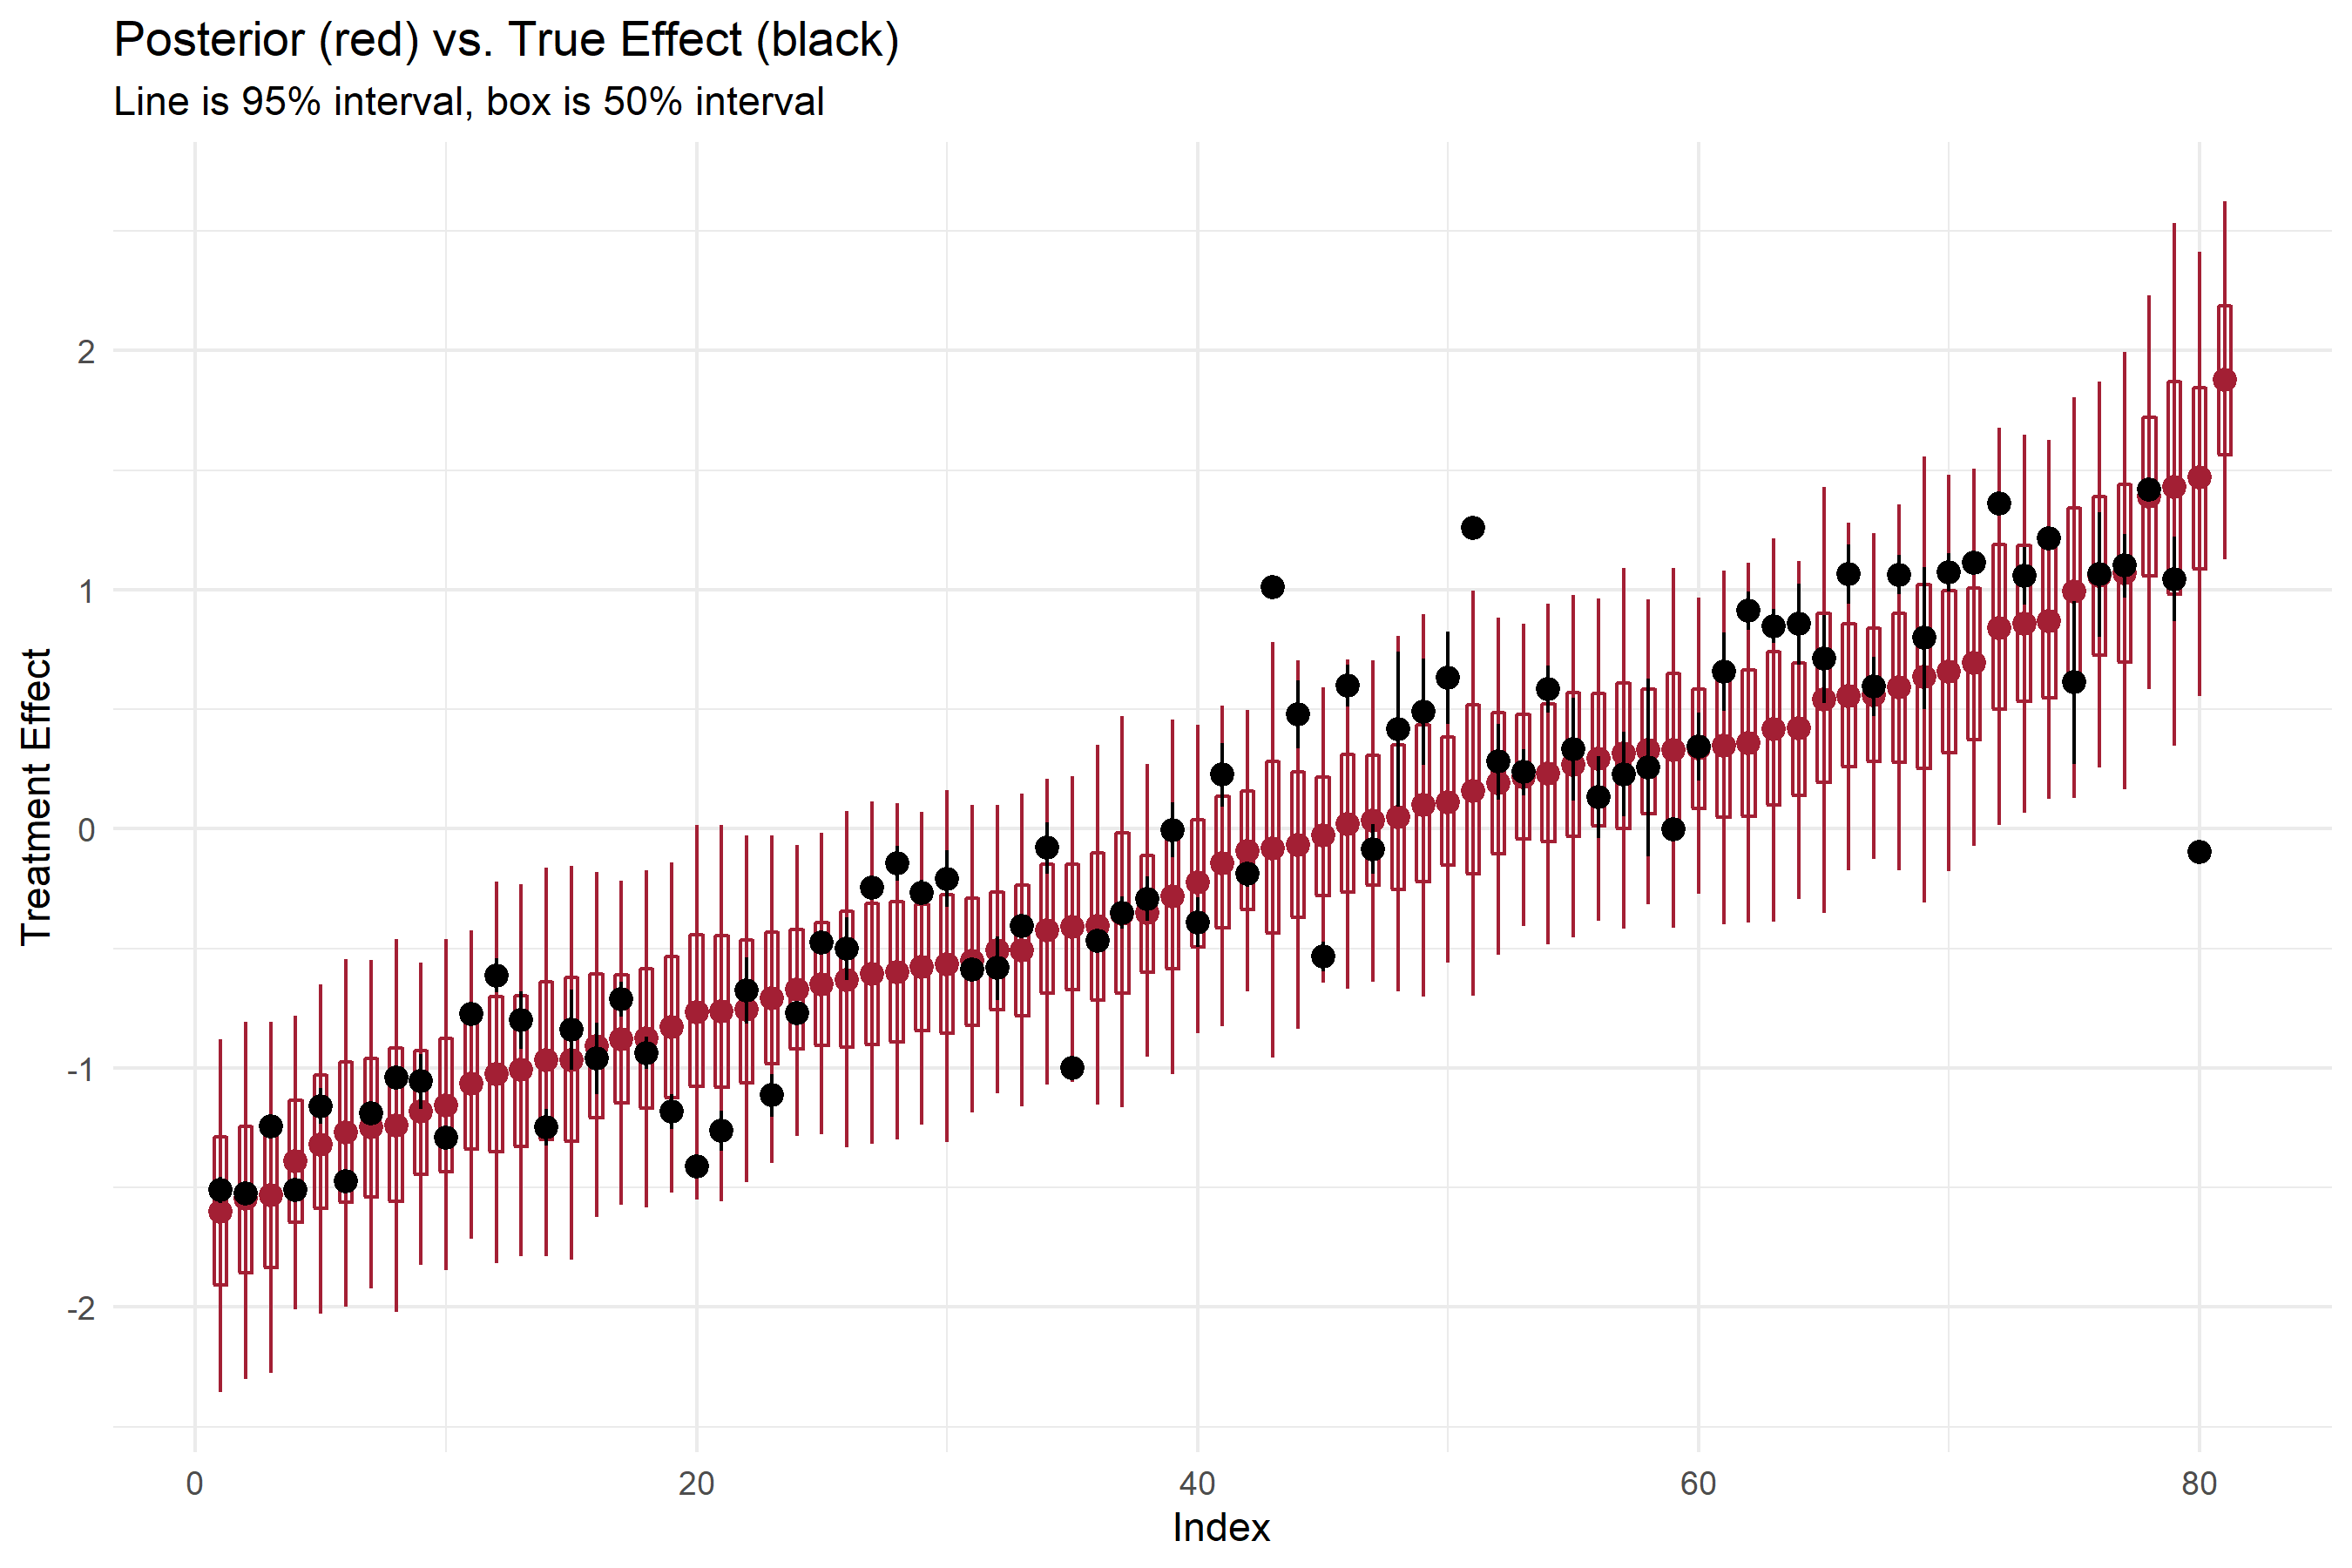 Posterior (red) vs. True Effect (black)
Line is 95% interval, box is 50% interval
Treatment Effect
2
1
0
-1
-2
0
20
40
60
80
Index